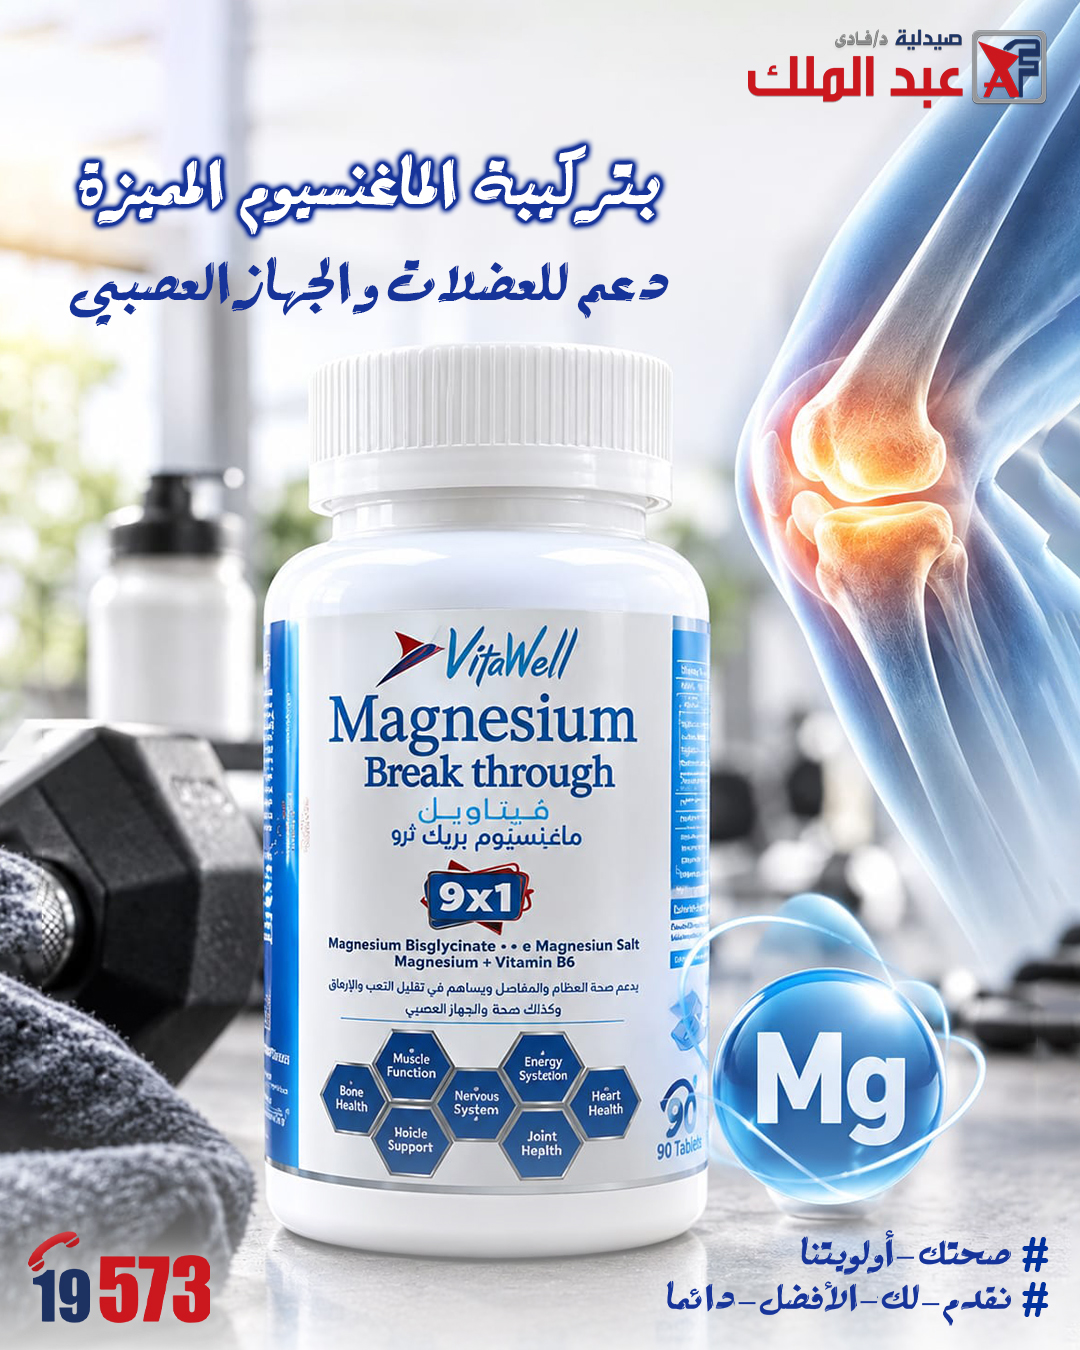 صيدلية د/فادى
عبد الملك
بتركيبة الماغنسيوم المميزة
دعم للعضلات والجهاز العصبي
VitaWell
Magnesium
Break through
فيتاويل
ماغنسيوم بريك ثرو
9x1
Magnesium Bisglycinate •• e Magnesiun Salt
Magnesium + Vitamin B6
يدعم صحة العظام والمفاصل ويساهم في تقليل التعب والإرهاق
وكذلك صحة والجهاز العصبي
Muscle Function
Energy Systetion
Bone Health
Nervous System
Heart Health
Hoicle Support
Joint Health
90
90 Tablets
Mg
#صحتك-أولويتنا
#نقدم-لك-الأفضل-دائما
19573